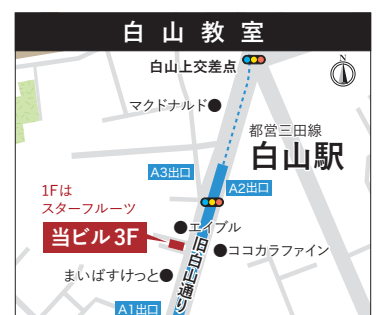 白山教室
白山上交差点
N
マクドナルド
都営三田線
白山駅
A3出口
A2出口
1Fは
スターフルーツ
当ビル3F
エイブル
ココカラファイン
旧白山通り
まいばすけっと
A1出口